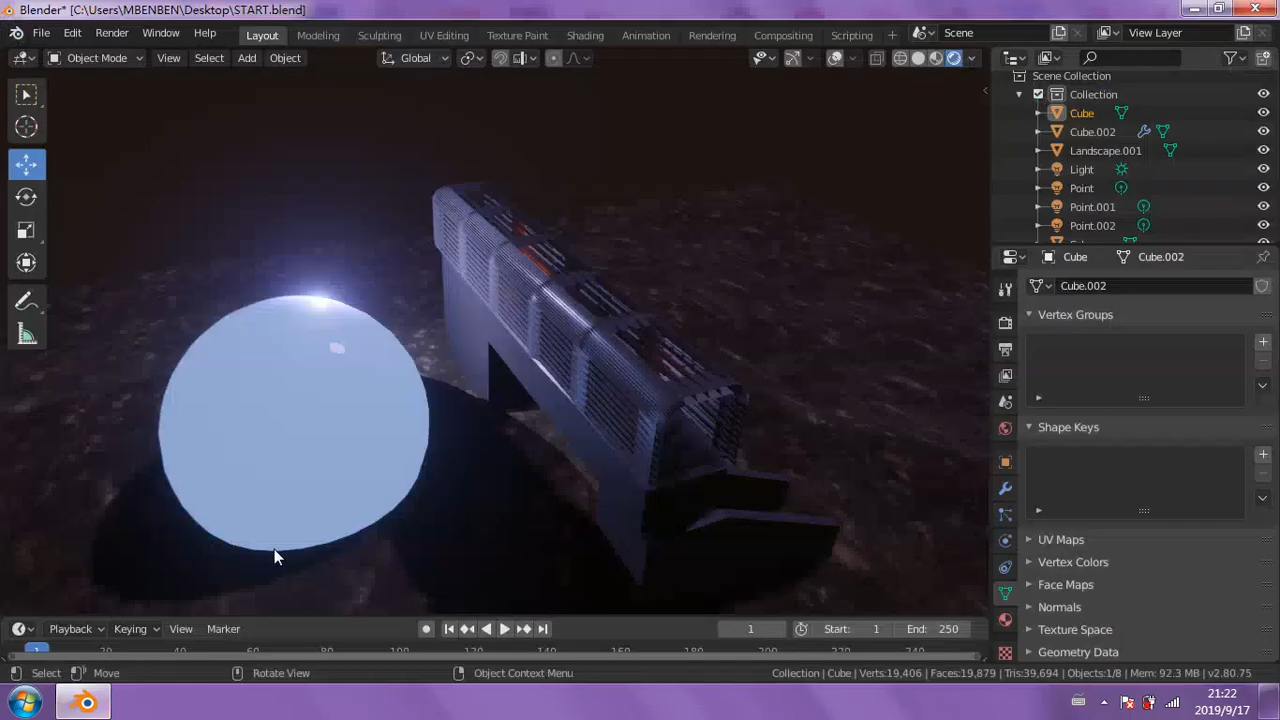 Blender* [C:\Users\MBENBEN\Desktop\START.blend]
File Edit Render Window Help Layout Modeling Sculpting UV Editing Texture Paint Shading Animation Rendering Compositing Scripting + Scene View Layer
Object Mode View Select Add Object Global
Scene Collection
Collection
Cube
Cube.002
Landscape.001
Light
Point
Point.001
Point.002
Cube Cube.002
Cube.002
Vertex Groups
Shape Keys
UV Maps
Vertex Colors
Face Maps
Normals
Texture Space
Geometry Data
Playback Keying View Marker 1 Start: 1 End: 250
1
Select Move Rotate View Object Context Menu Collection | Cube | Verts:19,406 | Faces:19,879 | Tris:39,694 | Objects:1/8 | Mem: 92.3 MB | v2.80.75
21:22
2019/9/17